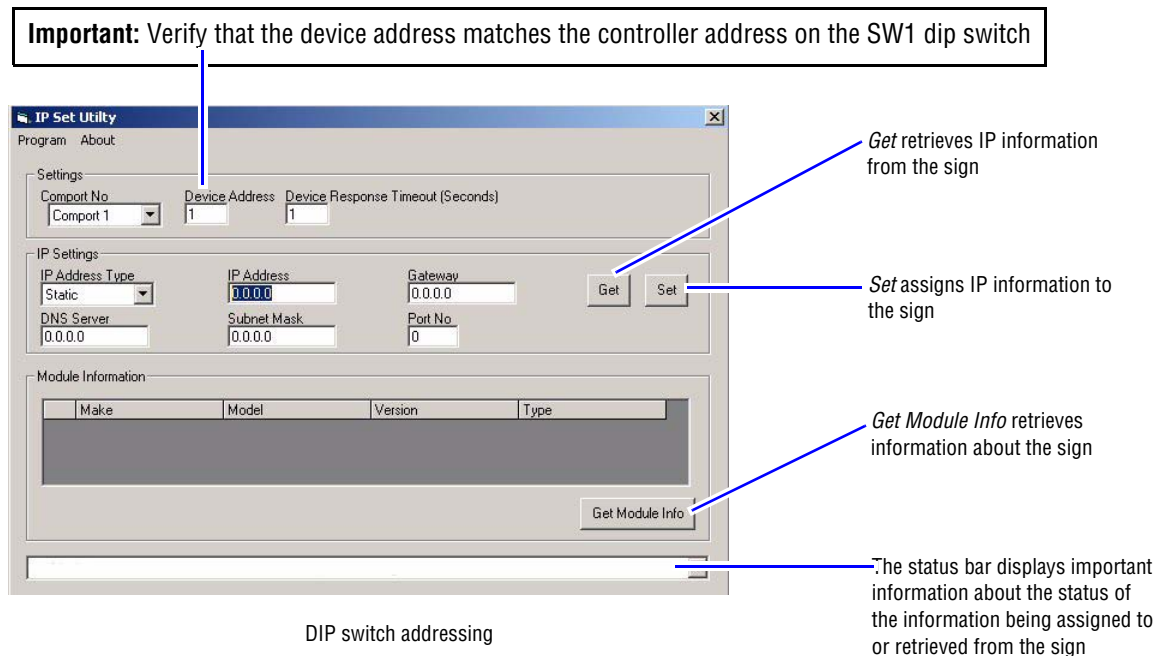 Important: Verify that the device address matches the controller address on the SW1 dip switch
IP Set Utilty
Program About
Settings
Comport No Device Address Device Response Timeout (Seconds)
Comport 1 1 1
IP Settings
IP Address Type IP Address Gateway
Static 0.0.0.0 0.0.0.0 Get Set
DNS Server Subnet Mask Port No
0.0.0.0 0.0.0.0 0
Module Information
Make Model Version Type
Get Module Info
Get retrieves IP information
from the sign
Set assigns IP information to
the sign
Get Module Info retrieves
information about the sign
The status bar displays important
information about the status of
the information being assigned to
or retrieved from the sign
DIP switch addressing